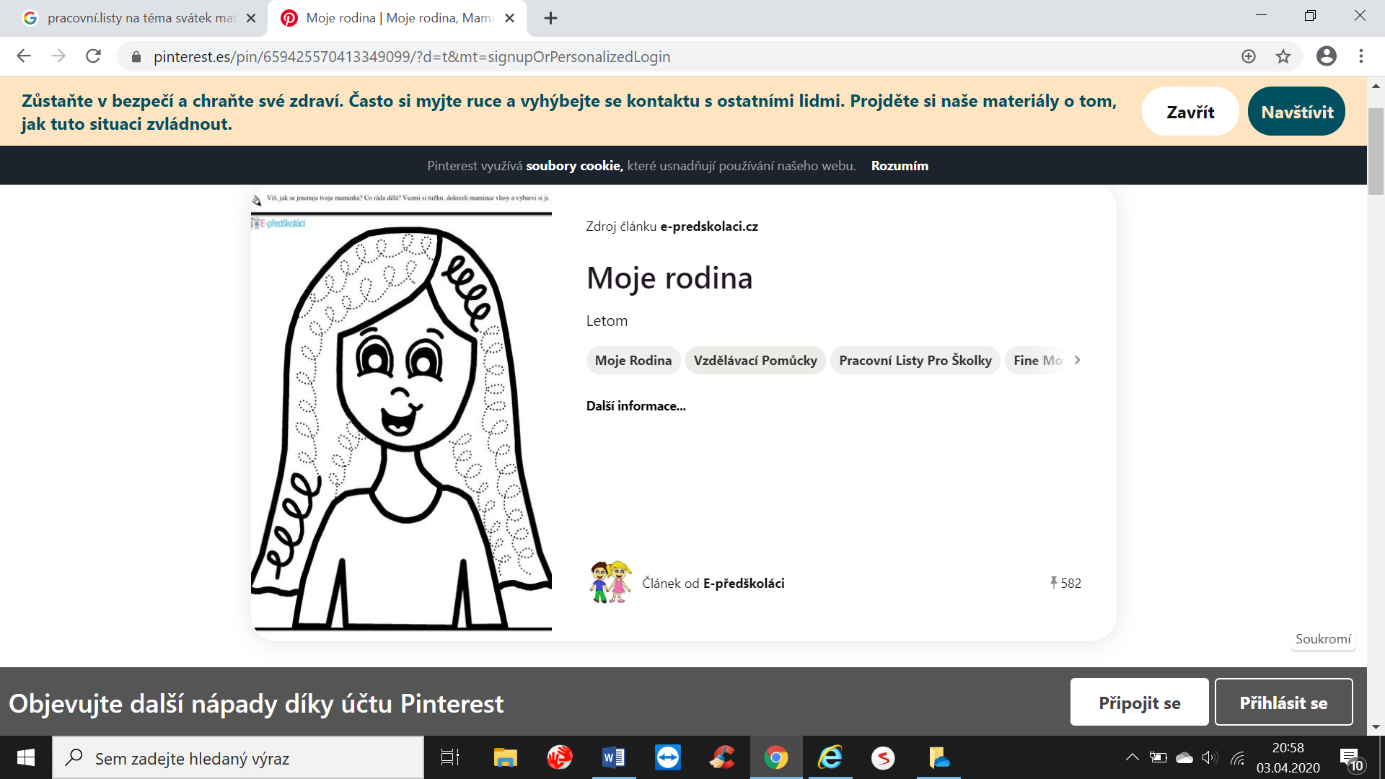 pracovní.listy na téma svátek mat
Moje rodina | Moje rodina, Mami
pinterest.es/pin/659425570413349099/?d=t&mt=signupOrPersonalizedLogin
Zůstaňte v bezpečí a chraňte své zdraví. Často si myjte ruce a vyhýbejte se kontaktu s ostatními lidmi. Projděte si naše materiály o tom,
jak tuto situaci zvládnout.
Zavřít
Navštívit
Pinterest využívá soubory cookie, které usnadňují používání našeho webu. Rozumím
Víš, jak se jmenuje tvoje maminka? Co ráda dělá? Vezmi si tužku, dokresli mamince vlasy a vybarvi si ji.
E-předškoláci
Zdroj článku e-predskolaci.cz
Moje rodina
Letom
Moje Rodina
Vzdělávací Pomůcky
Pracovní Listy Pro Školky
Fine Mo
Další informace...
Článek od E-předškoláci
582
Soukromí
Objevujte další nápady díky účtu Pinterest
Připojit se
Přihlásit se
Sem zadejte hledaný výraz
20:58
03.04.2020
10